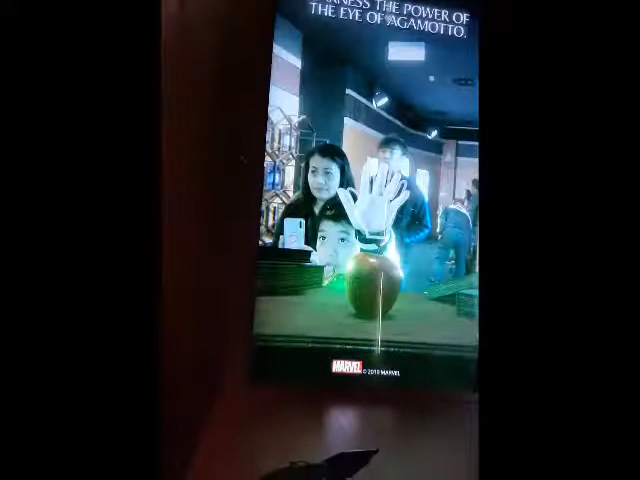 THE POWER OF
THE EYE OF AGAMOTTO.
MARVEL
© 2019 MARVEL